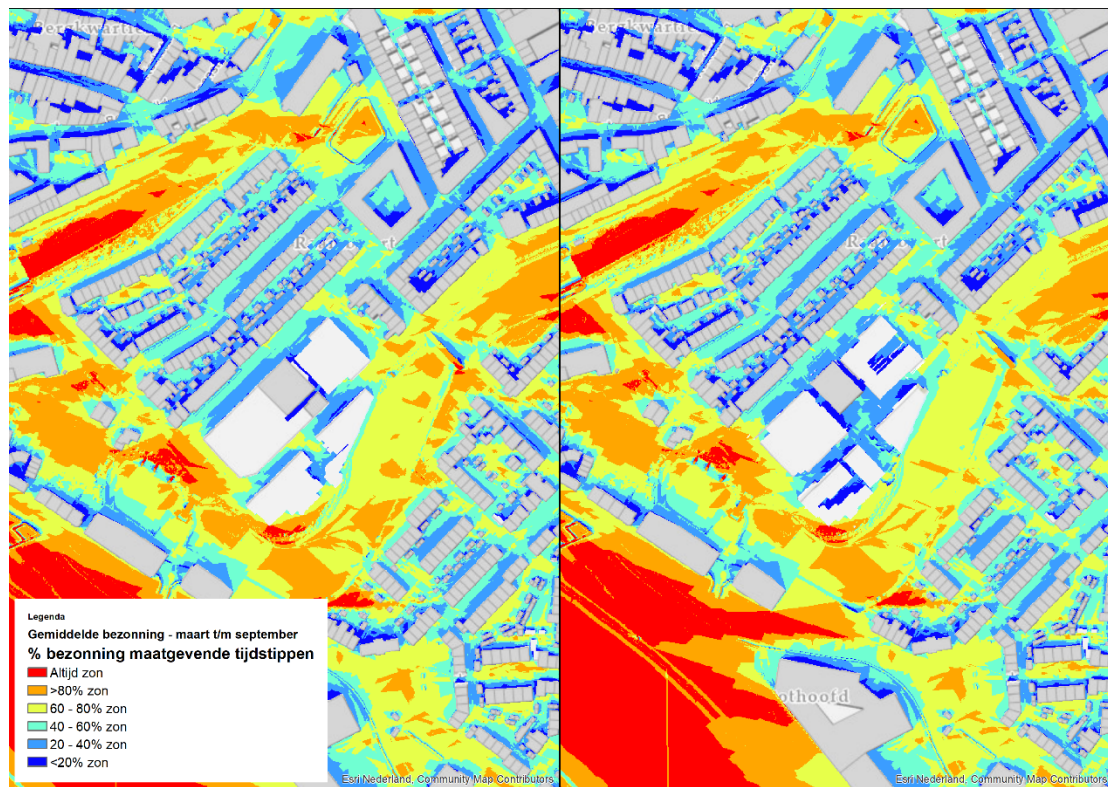 Legenda
Gemiddelde bezonning - maart t/m september
% bezonning maatgevende tijdstippen
Altijd zon
>80% zon
60 - 80% zon
40 - 60% zon
20 - 40% zon
<20% zon
Esri Nederland, Community Map Contributors
othoofd
Esri Nederland, Community Map Contributors